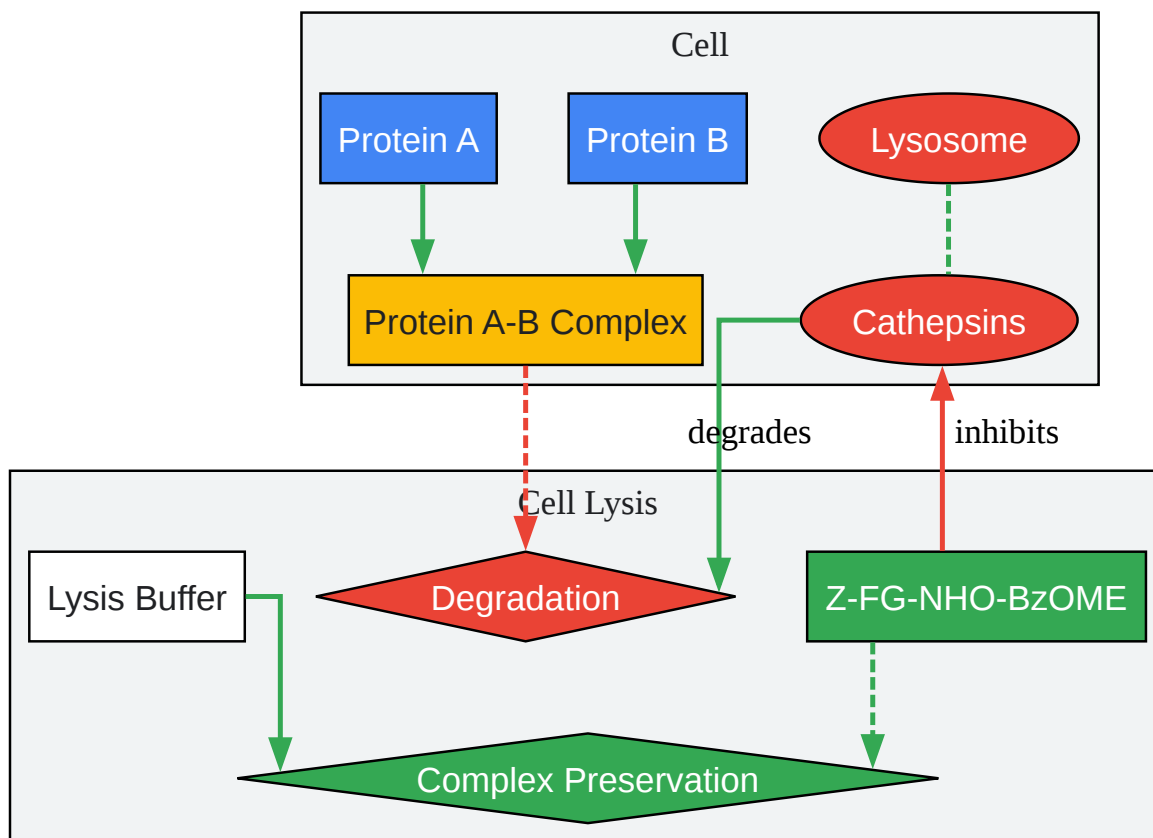 Cell
Protein A
Protein B
Lysosome
Protein A-B Complex
Cathepsins
degrades
inhibits
Cell Lysis
Lysis Buffer
Degradation
Z-FG-NHO-BzOME
Complex Preservation